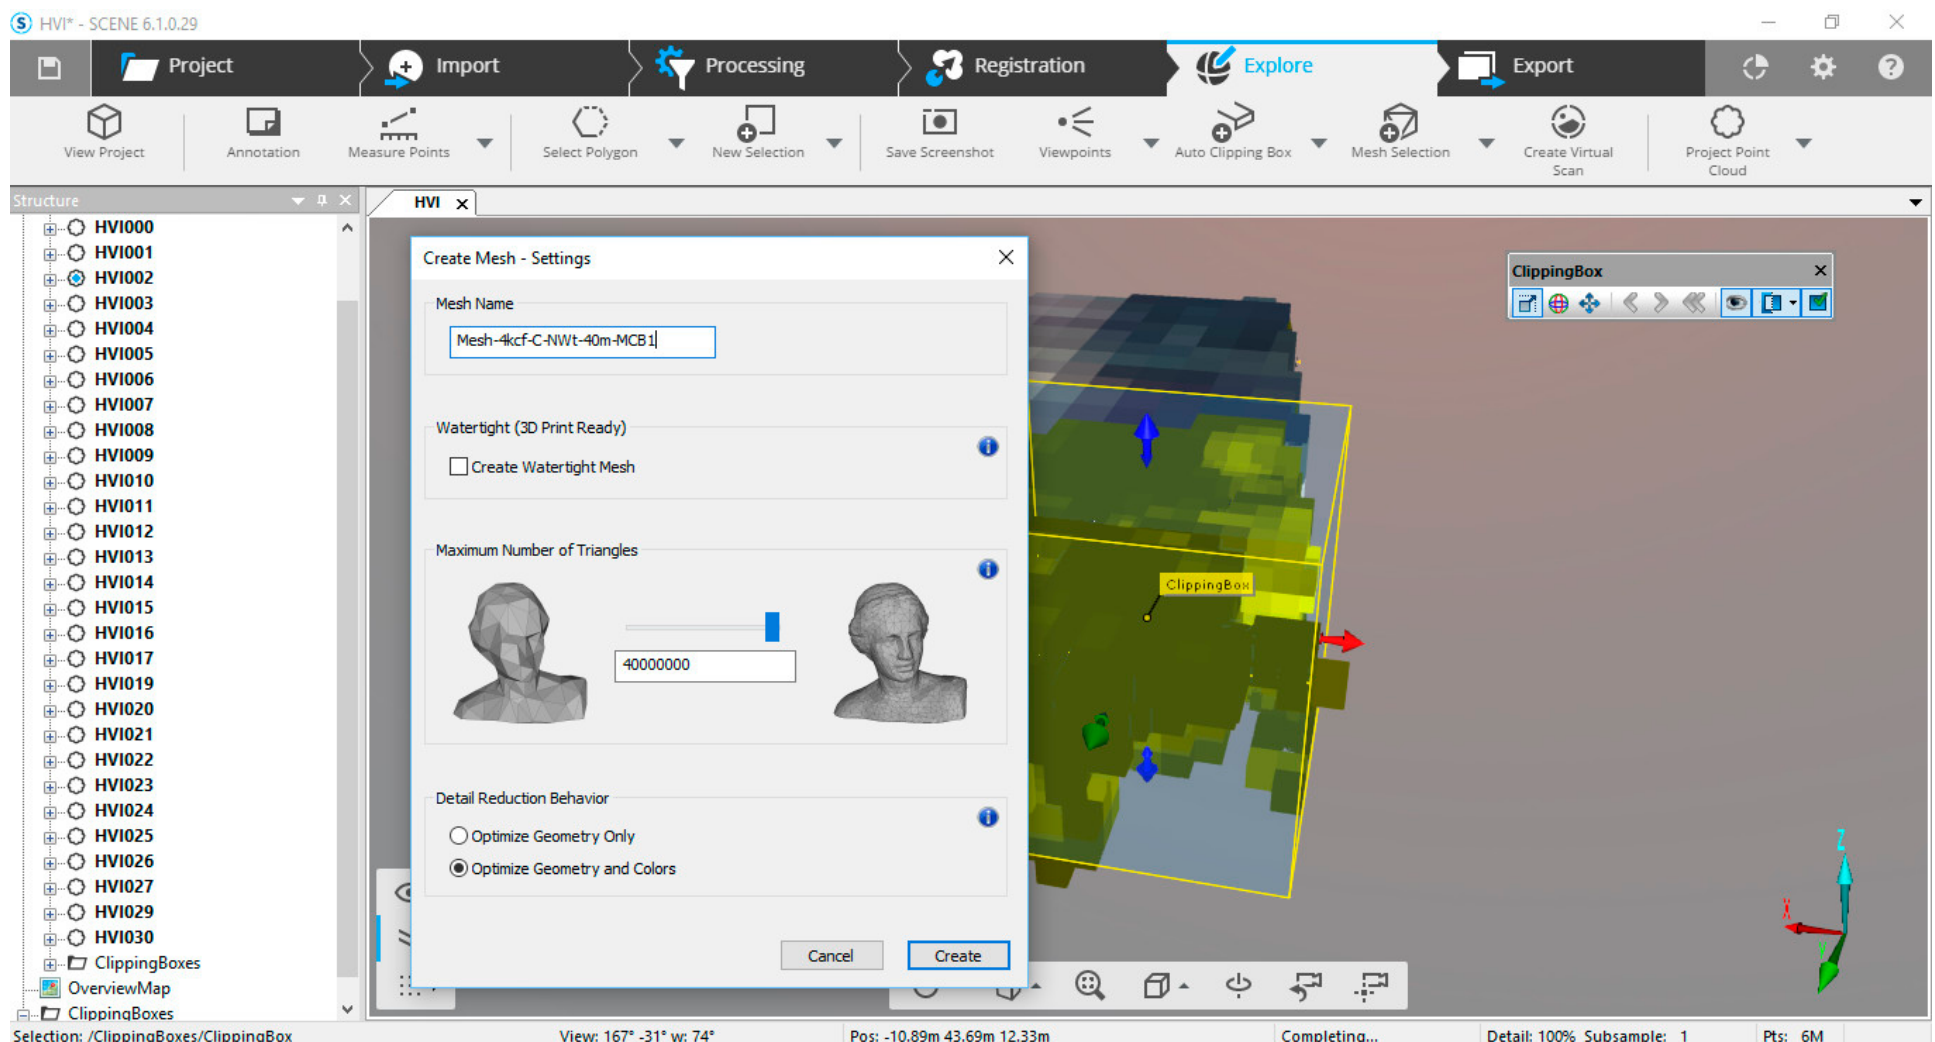 HVI* - SCENE 6.1.0.29
Project
Import
Processing
Registration
Explore
Export
View Project
Annotation
Measure Points
Select Polygon
New Selection
Save Screenshot
Viewpoints
Auto Clipping Box
Mesh Selection
Create Virtual
Scan
Project Point
Cloud
Structure
HVI
HVI000
HVI001
HVI002
HVI003
HVI004
HVI005
HVI006
HVI007
HVI008
HVI009
HVI010
HVI011
HVI012
HVI013
HVI014
HVI015
HVI016
HVI017
HVI019
HVI020
HVI021
HVI022
HVI023
HVI024
HVI025
HVI026
HVI027
HVI029
HVI030
ClippingBoxes
OverviewMap
ClippingBoxes
Create Mesh - Settings
Mesh Name
Mesh-4kcf-C-NWt-40m-MCB1
Watertight (3D Print Ready)
Create Watertight Mesh
Maximum Number of Triangles
40000000
Detail Reduction Behavior
Optimize Geometry Only
Optimize Geometry and Colors
Cancel
Create
ClippingBox
ClippingBox
Z
X
Y
Selection: /ClippingBoxes/ClippingBox
View: 167° -31° w: 74°
Pos: -10.89m 43.69m 12.33m
Completing...
Detail: 100% Subsample: 1
Pts: 6M